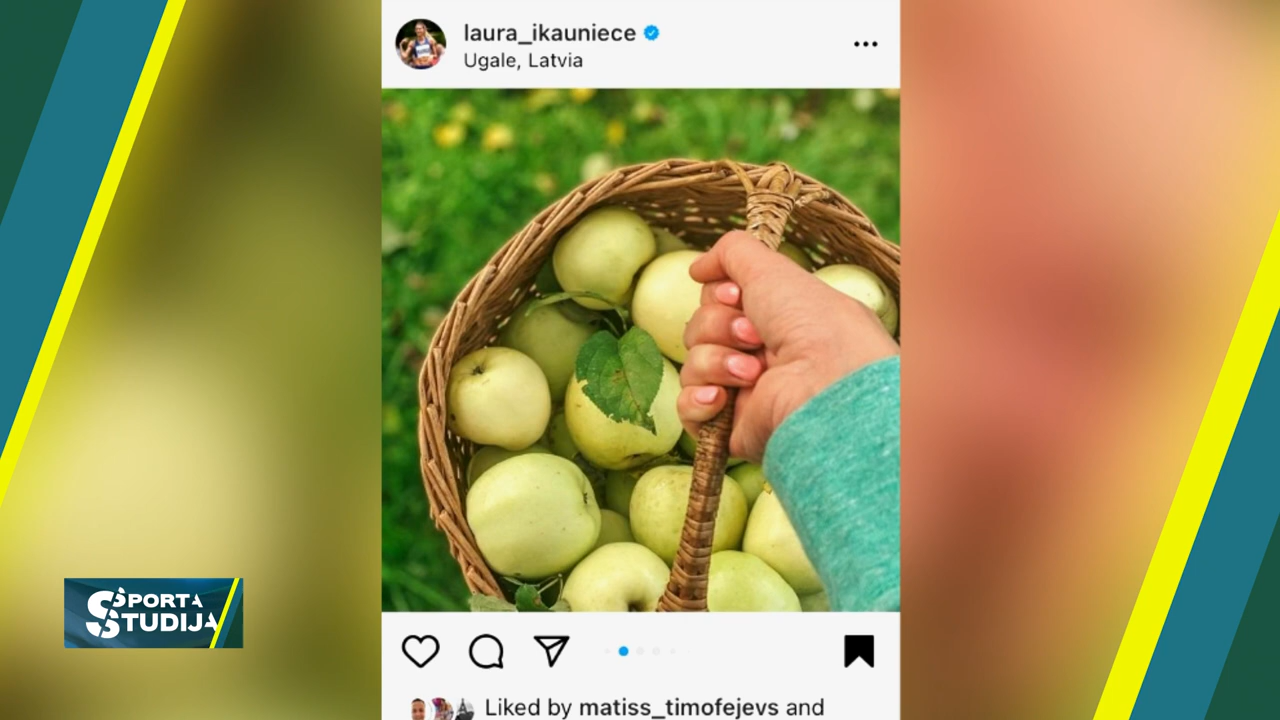 laura_ikauniece
Ugale, Latvia
SPORTA
STUDIJA
Liked by matiss_timofejevs and